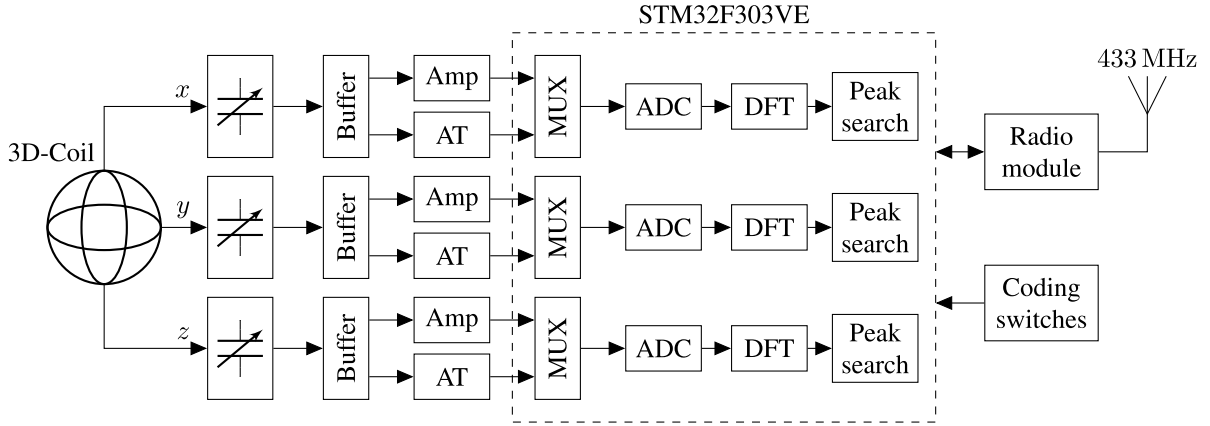 STM32F303VE
433 MHz
3D-Coil
x
Buffer
Amp
AT
MUX
ADC
DFT
Peak
search
y
Buffer
Amp
AT
MUX
ADC
DFT
Peak
search
z
Buffer
Amp
AT
MUX
ADC
DFT
Peak
search
Radio
module
Coding
switches